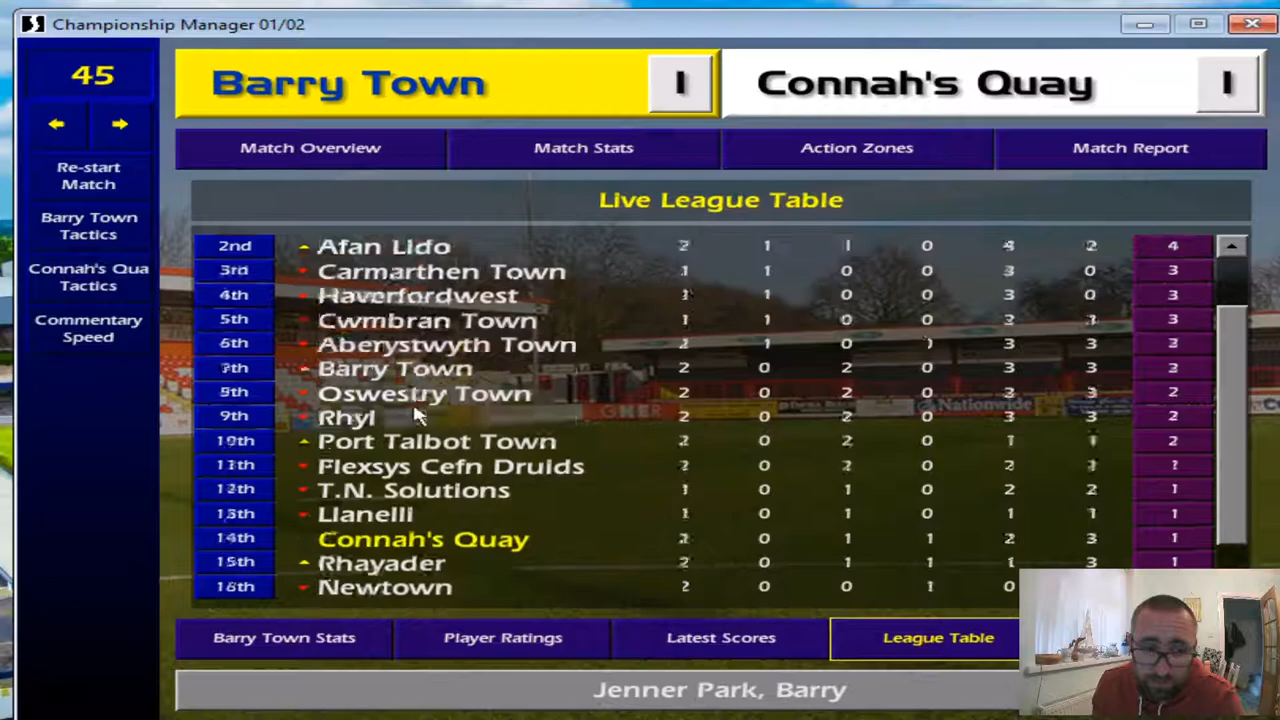 Championship Manager 01/02
45
Barry Town 1
Connah's Quay 1
Re-start Match
Barry Town Tactics
Connah's Qua Tactics
Commentary Speed
Match Overview
Match Stats
Action Zones
Match Report
Live League Table
2nd Afan Lido 2 1 1 0 4 2 4
3rd Carmarthen Town 1 1 0 0 3 0 3
4th Haverfordwest 1 1 0 0 3 0 3
5th Cwmbran Town 1 1 0 0 3
6th Aberystwyth Town 2 1 0 1 3 3 3
7th Barry Town 2 0 2 0 3 3
Oswestry Town 2 0 2 0 3 3 2
9th Rhyl 2 0 2 0 3 3 2
10th Port Talbot Town 2 0 2 0 1 1 2
11th Flexsys Cefn Druids 2 0 2 0 2
12th T.N. Solutions 1 0 1 0 2 2 1
13th Llanelli 1 0 1 0 1 1 1
14th Connah's Quay 2 0 1 1 2 3 1
15th Rhayader 2 0 1 1 1 3 1
16th Newtown 2 0 0 1 0
Nationwide
Barry Town Stats
Player Ratings
Latest Scores
League Table
Jenner Park, Barry